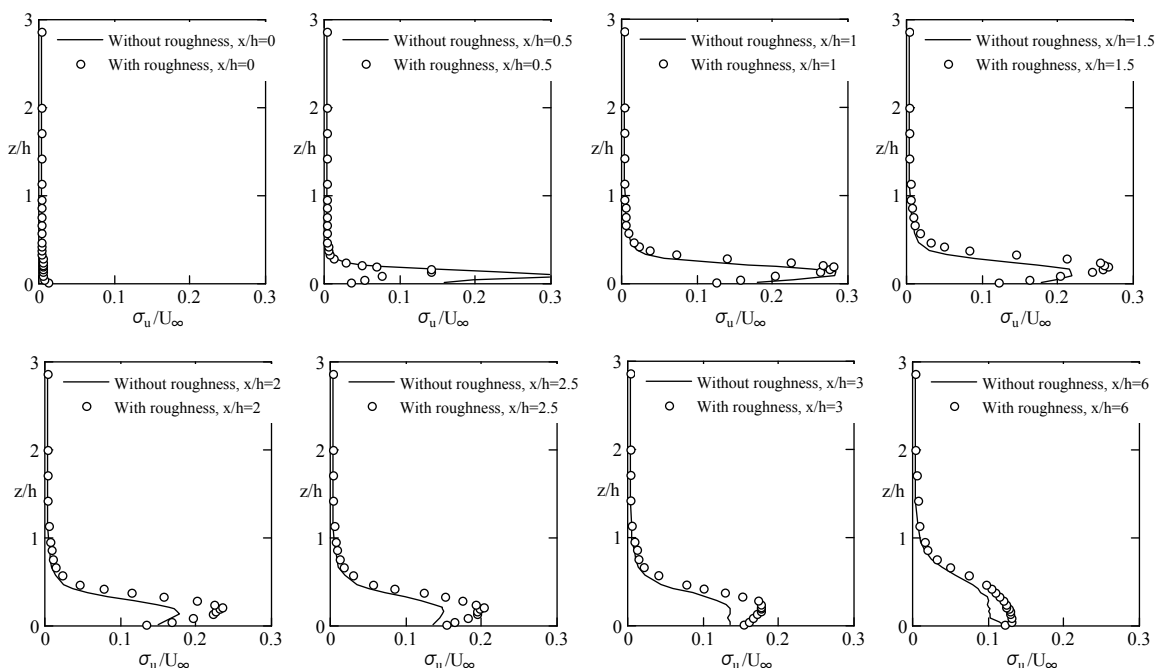 3
Without roughness, x/h=0
With roughness, x/h=0
2
z/h
1
0
0
0.1
0.2
0.3
σu/U∞
3
Without roughness, x/h=0.5
With roughness, x/h=0.5
2
z/h
1
0
0
0.1
0.2
0.3
σu/U∞
3
Without roughness, x/h=1
With roughness, x/h=1
2
z/h
1
0
0
0.1
0.2
0.3
σu/U∞
3
Without roughness, x/h=1.5
With roughness, x/h=1.5
2
z/h
1
0
0
0.1
0.2
0.3
σu/U∞
3
Without roughness, x/h=2
With roughness, x/h=2
2
z/h
1
0
0
0.1
0.2
0.3
σu/U∞
3
Without roughness, x/h=2.5
With roughness, x/h=2.5
2
z/h
1
0
0
0.1
0.2
0.3
σu/U∞
3
Without roughness, x/h=3
With roughness, x/h=3
2
z/h
1
0
0
0.1
0.2
0.3
σu/U∞
3
Without roughness, x/h=6
With roughness, x/h=6
2
z/h
1
0
0
0.1
0.2
0.3
σu/U∞